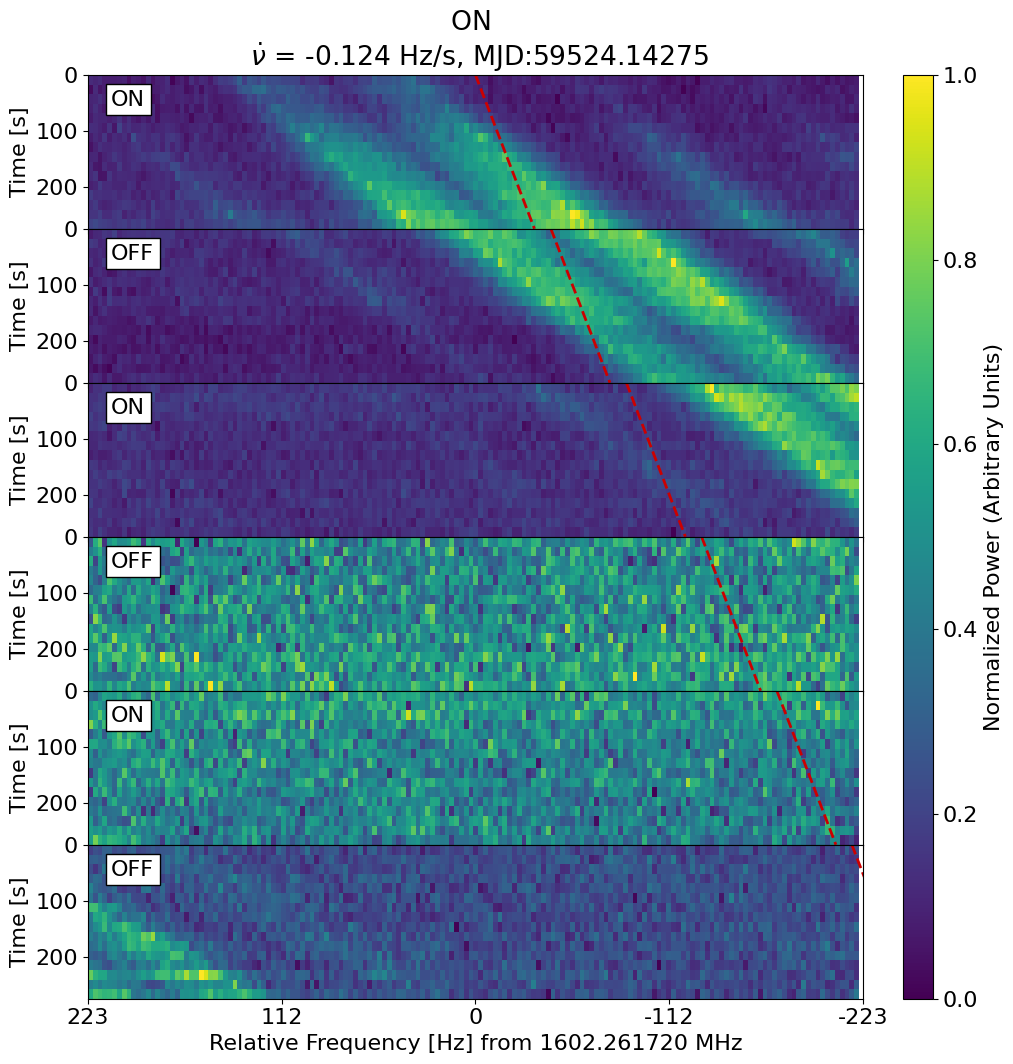 ON
ν̇ = -0.124 Hz/s, MJD:59524.14275
0
ON
100
Time [s]
200
0
OFF
100
Time [s]
200
0
ON
100
Time [s]
200
0
OFF
100
Time [s]
200
0
ON
100
Time [s]
200
0
OFF
100
Time [s]
200
223 112 0 -112 -223
Relative Frequency [Hz] from 1602.261720 MHz
1.0
0.8
0.6
0.4
0.2
0.0
Normalized Power (Arbitrary Units)